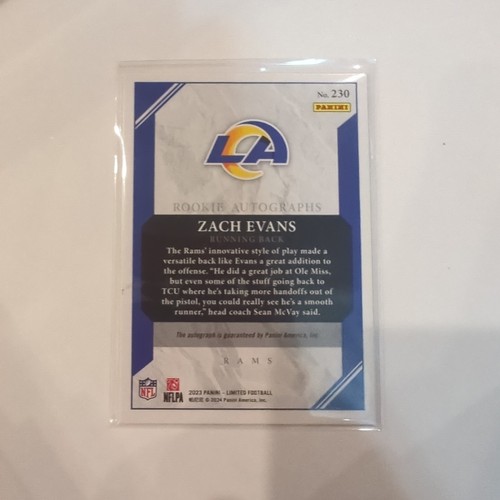 No. 230
PANINI
LA
ROOKIE AUTOGRAPHS
ZACH EVANS
RUNNING BACK
The Rams' innovative style of play made a
versatile back like Evans a great addition to
the offense. "He did a great job at Ole Miss,
but even some of the stuff going back to
TCU where he's taking more handoffs out of
the pistol, you could really see he's a smooth
runner," head coach Sean McVay said.
The autograph is guaranteed by Panini America, Inc.
RAMS
NFL
NFLPA
2023 PANINI - LIMITED FOOTBALL
© 2024 Panini America, Inc.